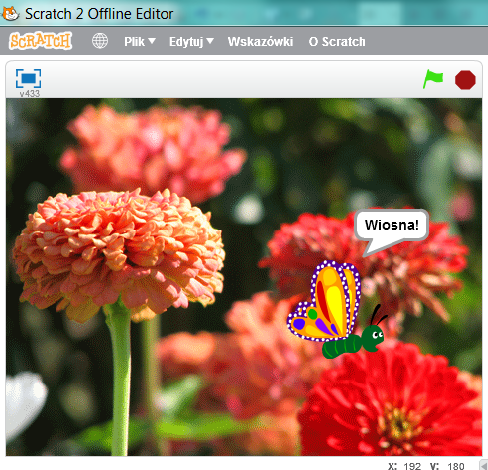 Scratch 2 Offline Editor
SCRATCH Plik Edytuj Wskazówki O Scratch
v433
Wiosna!
X: 192 Y: 180